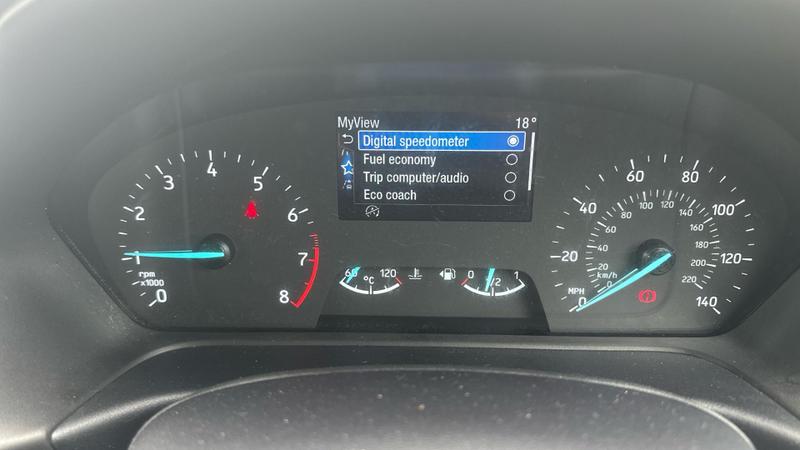 MyView 18°
Digital speedometer
Fuel economy
Trip computer/audio
Eco coach
0 1 2 3 4 5 6 7 8
rpm
x1000
60 °C 120
0 1/2 1
0 20 40 60 80 100 120 140
MPH
0 20 40 60 80 100 120 140 160 180 200 220
km/h